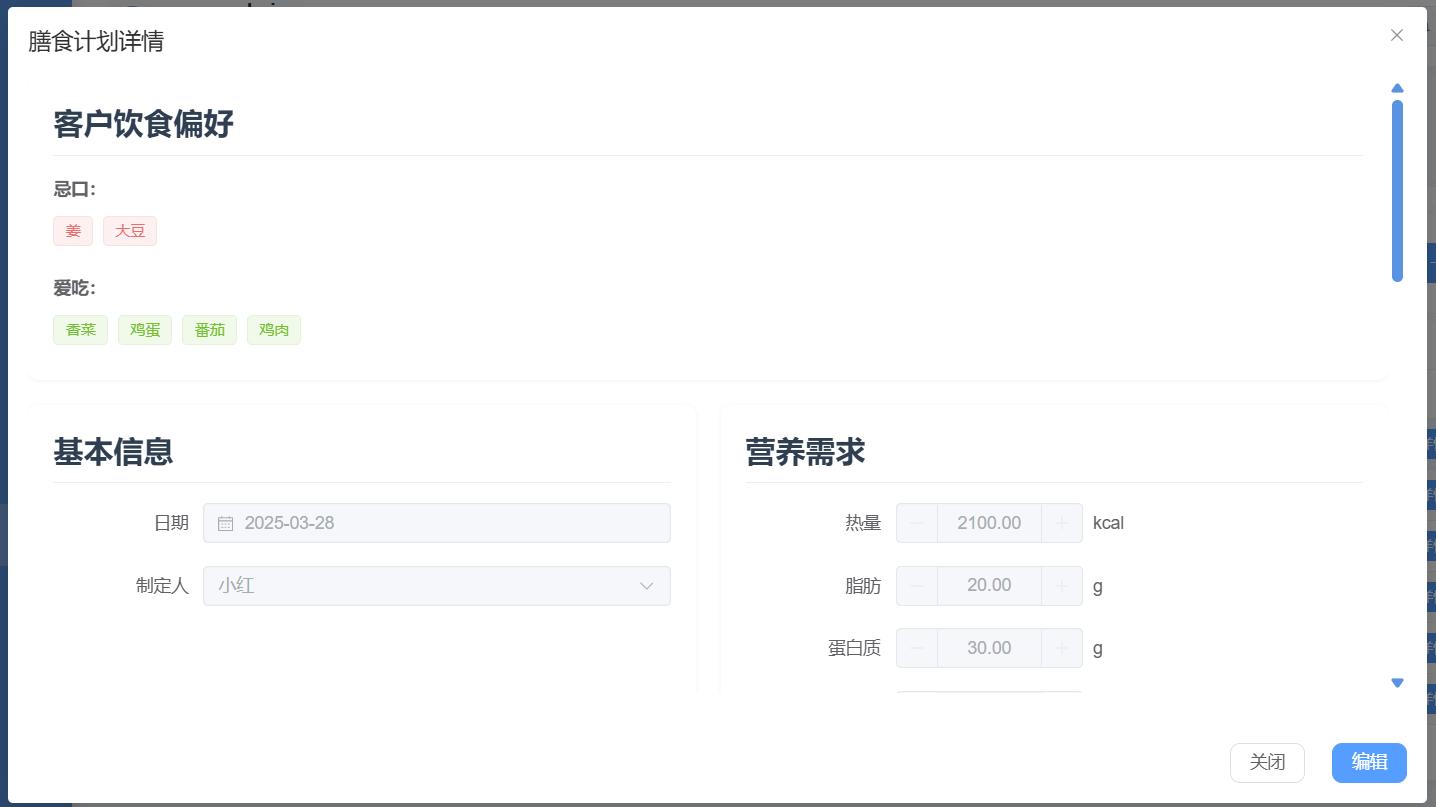 膳食计划详情
客户饮食偏好
忌口:
姜 大豆
爱吃:
香菜 鸡蛋 番茄 鸡肉
基本信息
日期 2025-03-28
制定人 小红
营养需求
热量 2100.00 kcal
脂肪 20.00 g
蛋白质 30.00 g
关闭 编辑